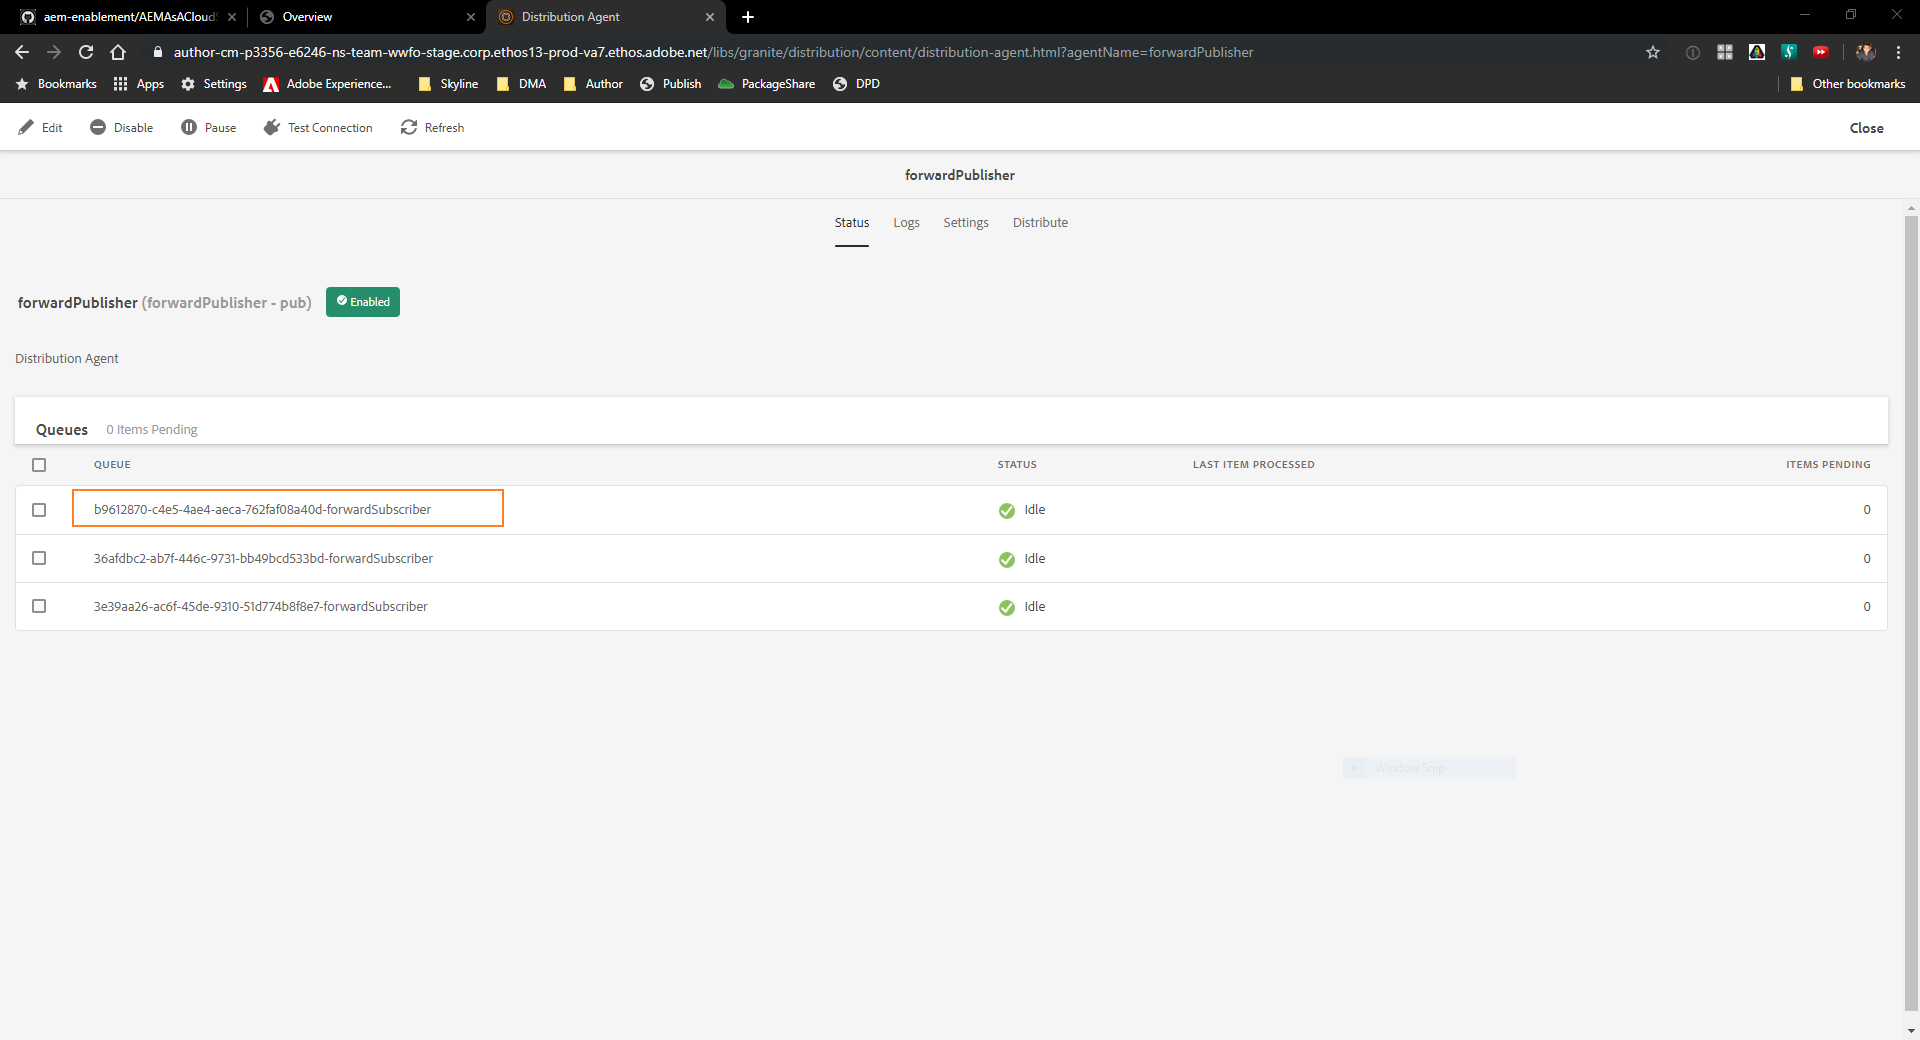 aem-enablement/AEMAsACloudS
Overview
Distribution Agent
author-cm-p3356-e6246-ns-team-wwfo-stage.corp.ethos13-prod-va7.ethos.adobe.net/libs/granite/distribution/content/distribution-agent.html?agentName=forwardPublisher
Bookmarks Apps Settings Adobe Experience... Skyline DMA Author Publish PackageShare DPD Other bookmarks
Edit Disable Pause Test Connection Refresh Close
forwardPublisher
Status Logs Settings Distribute
forwardPublisher (forwardPublisher - pub) Enabled
Distribution Agent
Queues 0 Items Pending
QUEUE STATUS LAST ITEM PROCESSED ITEMS PENDING
b9612870-c4e5-4ae4-aeca-762faf08a40d-forwardSubscriber Idle 0
36afdbc2-ab7f-446c-9731-bb49bcd533bd-forwardSubscriber Idle 0
3e39aa26-ac6f-45de-9310-51d774b8f8e7-forwardSubscriber Idle 0
Window Snip